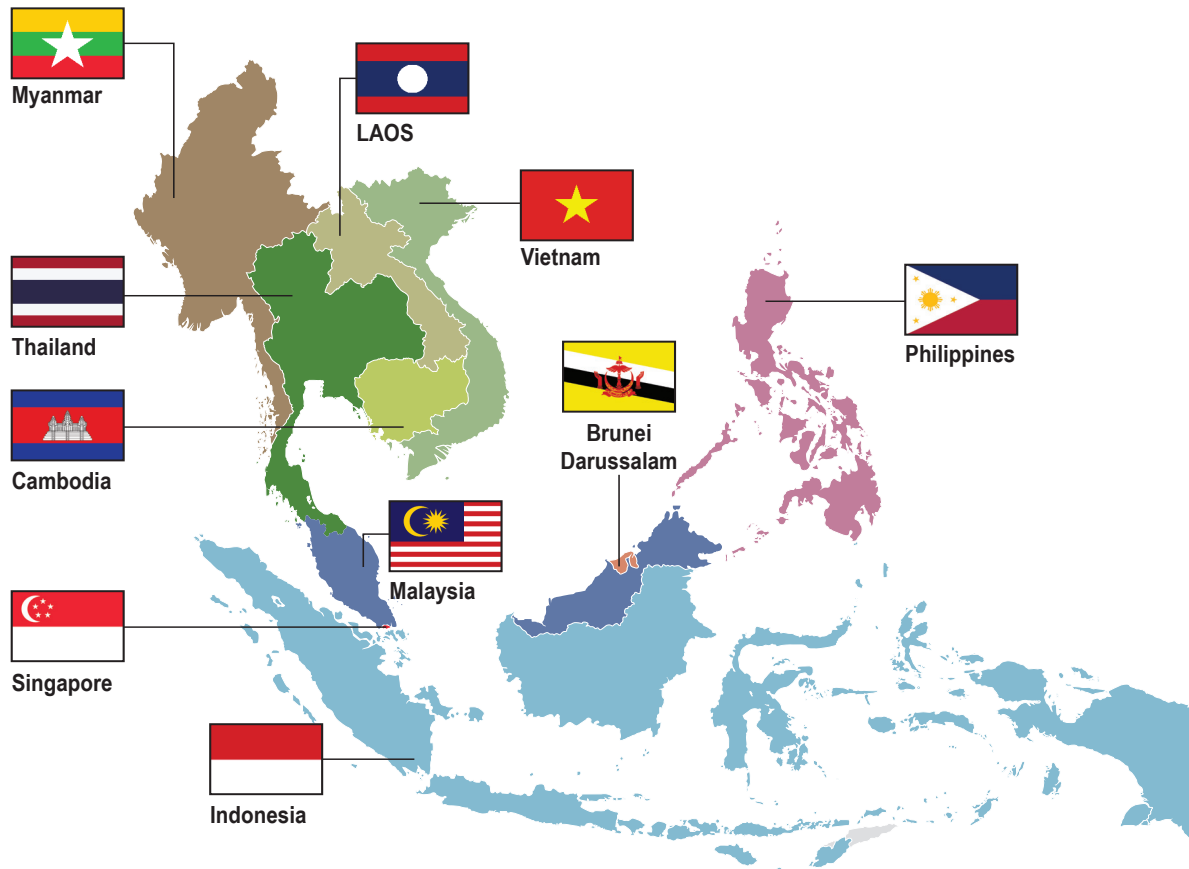 Myanmar
LAOS
Vietnam
Thailand
Philippines
Brunei
Darussalam
Cambodia
Malaysia
Singapore
Indonesia